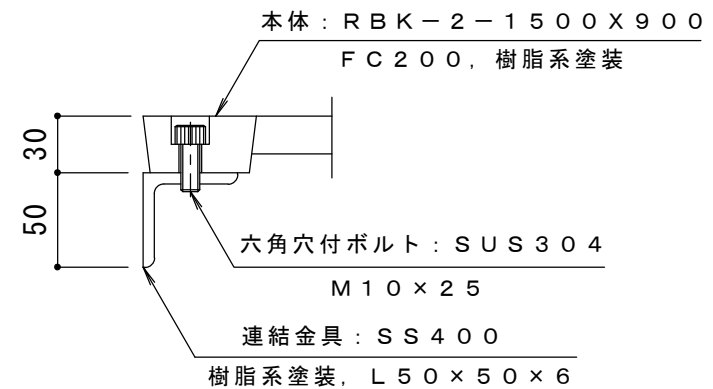 本体：ＲＢＫ－２－１５００Ｘ９００
ＦＣ２００，樹脂系塗装
30
50
六角穴付ボルト：ＳＵＳ３０４
Ｍ１０×２５
連結金具：ＳＳ４００
樹脂系塗装，Ｌ５０×５０×６